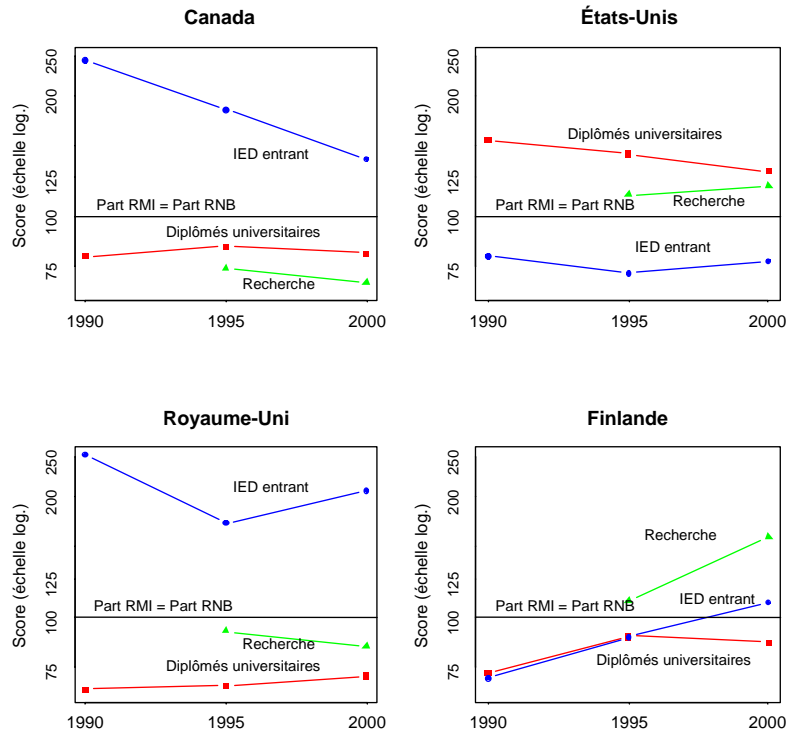 Canada
Score (échelle log.)
250
200
125
100
75
IED entrant
Part RMI = Part RNB
Diplômés universitaires
Recherche
1990
1995
2000
États-Unis
Score (échelle log.)
250
200
125
100
75
Diplômés universitaires
Part RMI = Part RNB
Recherche
IED entrant
1990
1995
2000
Royaume-Uni
Score (échelle log.)
250
200
125
100
75
IED entrant
Part RMI = Part RNB
Recherche
Diplômés universitaires
1990
1995
2000
Finlande
Score (échelle log.)
250
200
125
100
75
Recherche
IED entrant
Part RMI = Part RNB
Diplômés universitaires
1990
1995
2000